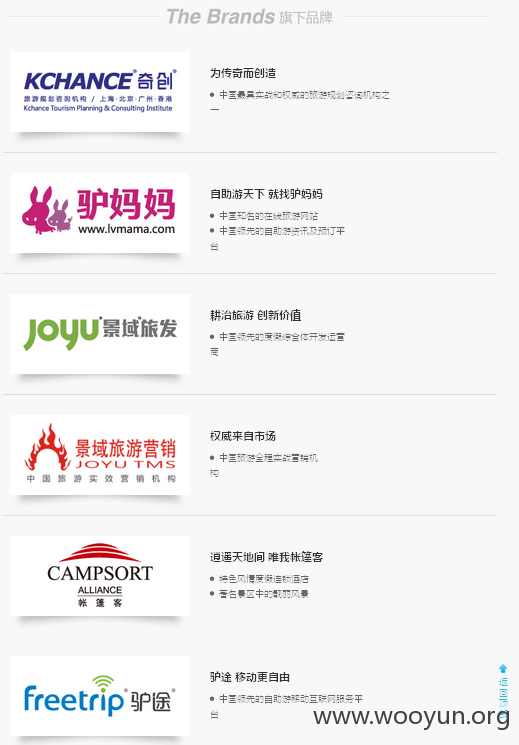 The Brands 旗下品牌
KCHANCE® 奇创®
旅游规划咨询机构 / 上海·北京·广州·香港
Kchance Tourism Planning & Consulting Institute
为传奇而创造
中国最具实战和权威的旅游规划咨询机构之
一
驴妈妈
www.lvmama.com
自助游天下 就找驴妈妈
中国知名的在线旅游网站
中国领先的自助游资讯及预订平
台
joyu 景域旅发
耕治旅游 创新价值
中国领先的度假综合体开发运营
商
景域旅游营销
JOYU TMS
中国旅游实效营销机构
权威来自市场
中国旅游全程实战营销机
构
CAMPSORT
ALLIANCE
帐篷客
逍遥天地间 唯我帐篷客
特色风情度假连锁酒店
著名景区中的靓丽风景
freetrip 驴途
驴途 移动更自由
中国领先的自助游移动互联网服务平
台
www.wooyun.org